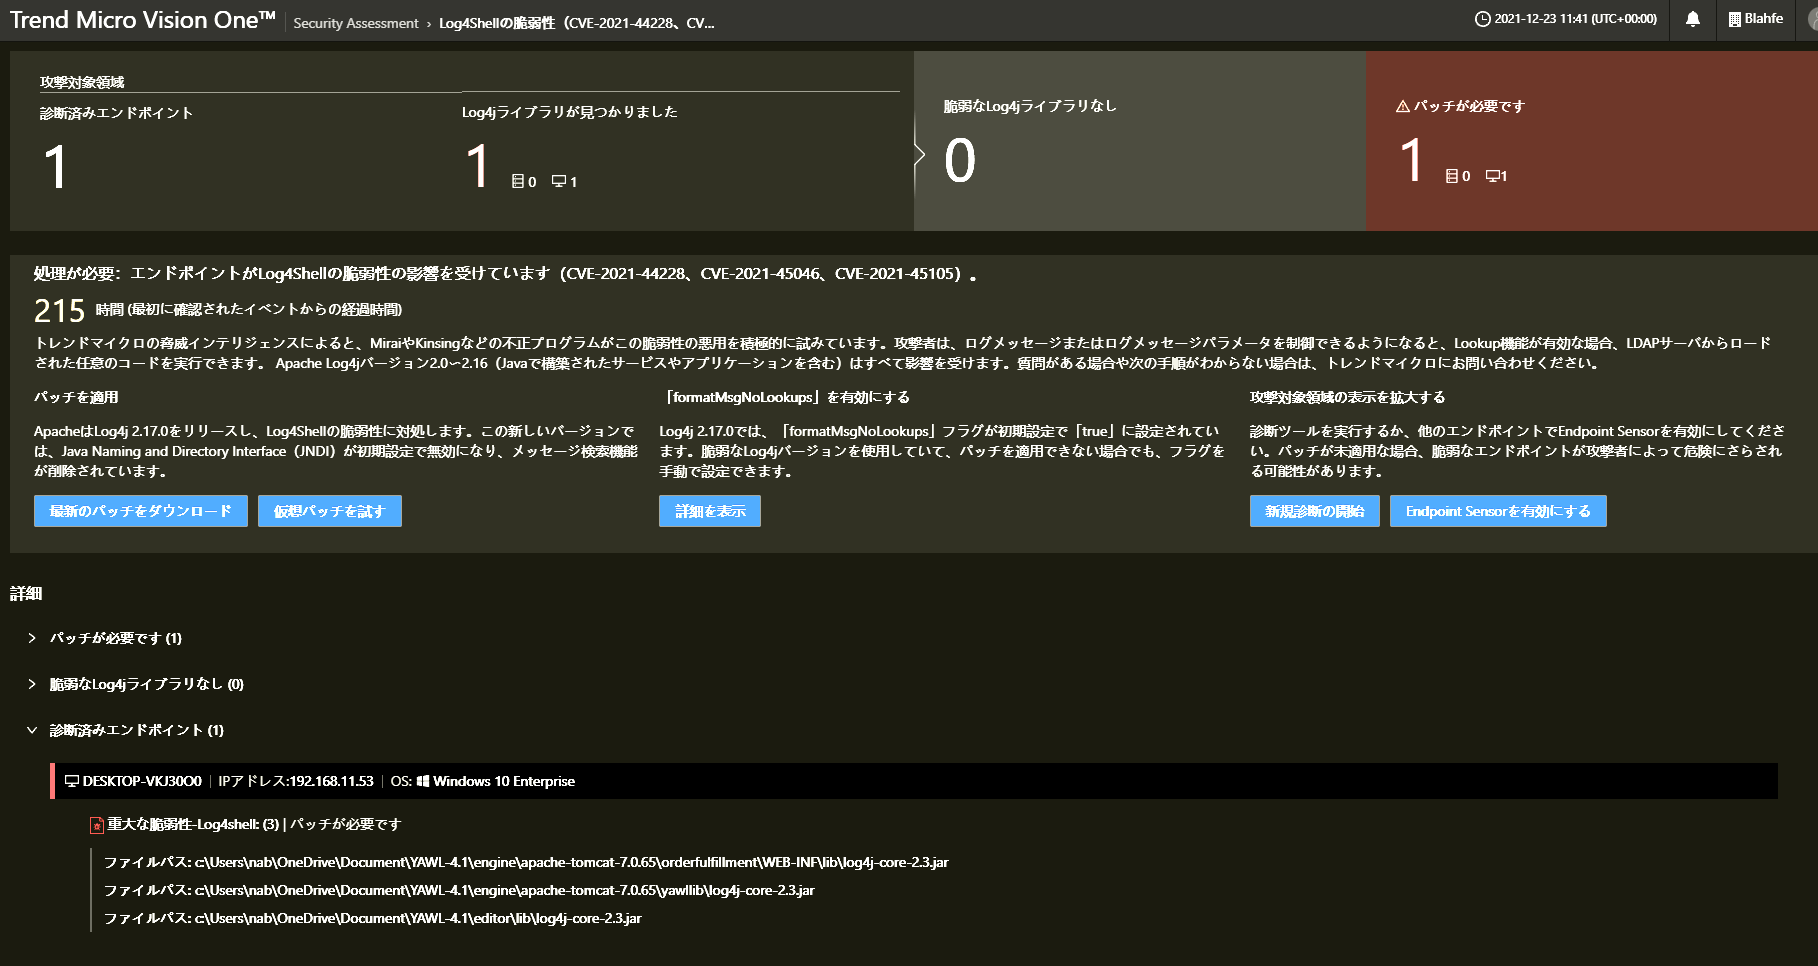 Trend Micro Vision One™ Security Assessment › Log4Shellの脆弱性（CVE-2021-44228、CV...
2021-12-23 11:41 (UTC+00:00) Blahfe
攻撃対象領域
診断済みエンドポイント
1
Log4jライブラリが見つかりました
1 0 1
脆弱なLog4jライブラリなし
0
パッチが必要です
1 0 1
処理が必要：エンドポイントがLog4Shellの脆弱性の影響を受けています（CVE-2021-44228、CVE-2021-45046、CVE-2021-45105）。
215 時間 (最初に確認されたイベントからの経過時間)
トレンドマイクロの脅威インテリジェンスによると、MiraiやKinsingなどの不正プログラムがこの脆弱性の悪用を積極的に試みています。攻撃者は、ログメッセージまたはログメッセージパラメータを制御できるようになると、Lookup機能が有効な場合、LDAPサーバからロード
された任意のコードを実行できます。 Apache Log4jバージョン2.0〜2.16（Javaで構築されたサービスやアプリケーションを含む）はすべて影響を受けます。質問がある場合や次の手順がわからない場合は、トレンドマイクロにお問い合わせください。
パッチを適用
ApacheはLog4j 2.17.0をリリースし、Log4Shellの脆弱性に対処します。この新しいバージョンで
は、Java Naming and Directory Interface（JNDI）が初期設定で無効になり、メッセージ検索機能
が削除されています。
最新のパッチをダウンロード 仮想パッチを試す
「formatMsgNoLookups」を有効にする
Log4j 2.17.0では、「formatMsgNoLookups」フラグが初期設定で「true」に設定されてい
ます。脆弱なLog4jバージョンを使用していて、パッチを適用できない場合でも、フラグを
手動で設定できます。
詳細を表示
攻撃対象領域の表示を拡大する
診断ツールを実行するか、他のエンドポイントでEndpoint Sensorを有効にしてくださ
い。パッチが未適用な場合、脆弱なエンドポイントが攻撃者によって危険にさらされ
る可能性があります。
新規診断の開始 Endpoint Sensorを有効にする
詳細
パッチが必要です (1)
脆弱なLog4jライブラリなし (0)
診断済みエンドポイント (1)
DESKTOP-VKJ30O0 | IPアドレス:192.168.11.53 | OS: Windows 10 Enterprise
重大な脆弱性-Log4shell: (3) | パッチが必要です
ファイルパス: c:\Users\nab\OneDrive\Document\YAWL-4.1\engine\apache-tomcat-7.0.65\orderfulfillment\WEB-INF\lib\log4j-core-2.3.jar
ファイルパス: c:\Users\nab\OneDrive\Document\YAWL-4.1\engine\apache-tomcat-7.0.65\yawllib\log4j-core-2.3.jar
ファイルパス: c:\Users\nab\OneDrive\Document\YAWL-4.1\editor\lib\log4j-core-2.3.jar